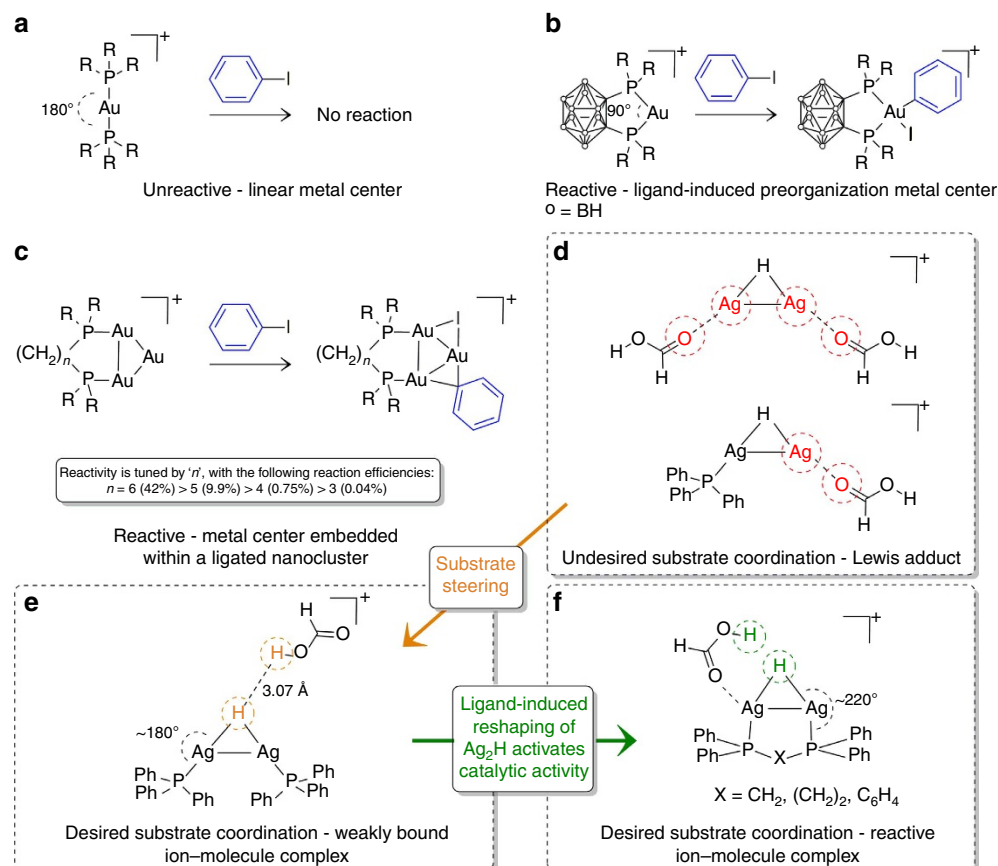 a
R
R
R
P
180°
Au
P
R
R
R
+
I
No reaction
Unreactive - linear metal center
b
R
R
P
90°
Au
P
R
R
+
I
R
R
P
Au
I
P
R
R
+
Reactive - ligand-induced preorganization metal center
o = BH
c
R
R
P
Au
(CH2)n
Au
P
Au
R
R
+
I
R
R
P
Au
I
(CH2)n
Au
P
Au
R
R
+
Reactivity is tuned by 'n', with the following reaction efficiencies:
n = 6 (42%) > 5 (9.9%) > 4 (0.75%) > 3 (0.04%)
Reactive - metal center embedded
within a ligated nanocluster
d
+
H
Ag
Ag
HO
O
H
O
O
H
H
+
H
Ag
Ag
P
Ph
Ph
Ph
O
O
H
H
Undesired substrate coordination - Lewis adduct
Substrate
steering
e
+
H
O
H
O
3.07 Å
H
~180°
Ag
Ag
Ph
P
Ph
Ph
P
Ph
Ph
Ph
Desired substrate coordination - weakly bound
ion–molecule complex
Ligand-induced
reshaping of
Ag2H activates
catalytic activity
f
+
O
H
H
O
H
Ag
Ag
~220°
Ph
Ph
P
P
Ph
Ph
X
X = CH2, (CH2)2, C6H4
Desired substrate coordination - reactive
ion–molecule complex